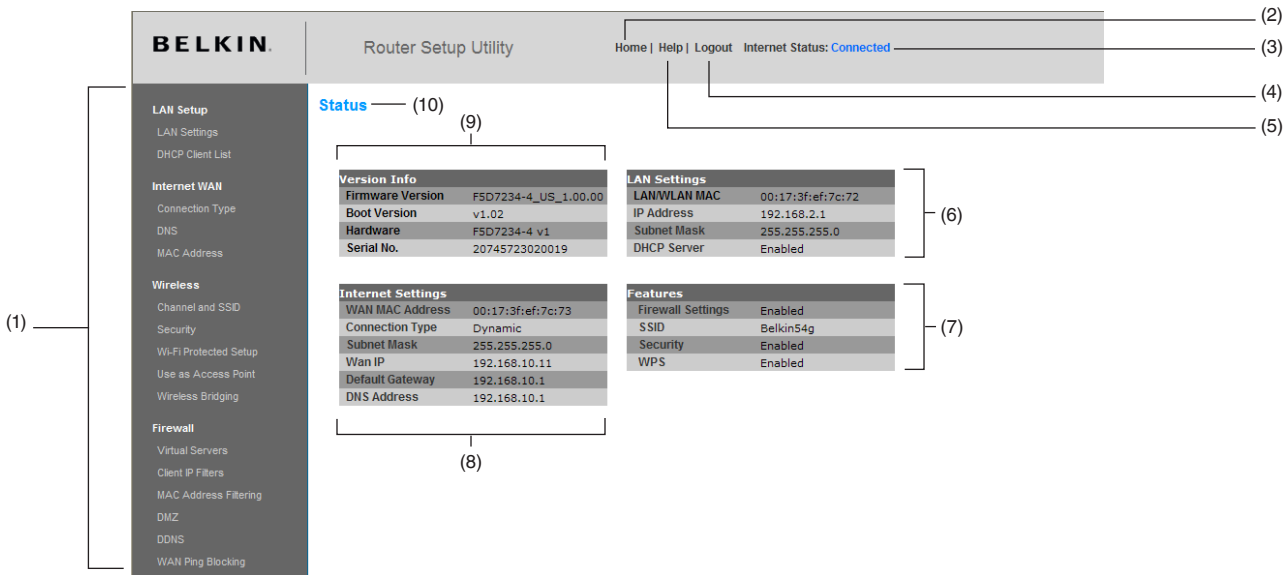 BELKIN.
Router Setup Utility
Home | Help | Logout Internet Status: Connected
(2)
(3)
(4)
(5)
(1)
LAN Setup
LAN Settings
DHCP Client List
Internet WAN
Connection Type
DNS
MAC Address
Wireless
Channel and SSID
Security
Wi-Fi Protected Setup
Use as Access Point
Wireless Bridging
Firewall
Virtual Servers
Client IP Filters
MAC Address Filtering
DMZ
DDNS
WAN Ping Blocking
Status (10)
(9)
Version Info
Firmware Version F5D7234-4_US_1.00.00
Boot Version v1.02
Hardware F5D7234-4 v1
Serial No. 20745723020019
LAN Settings
LAN/WLAN MAC 00:17:3f:ef:7c:72
IP Address 192.168.2.1
Subnet Mask 255.255.255.0
DHCP Server Enabled
(6)
Internet Settings
WAN MAC Address 00:17:3f:ef:7c:73
Connection Type Dynamic
Subnet Mask 255.255.255.0
Wan IP 192.168.10.11
Default Gateway 192.168.10.1
DNS Address 192.168.10.1
(8)
Features
Firewall Settings Enabled
SSID Belkin54g
Security Enabled
WPS Enabled
(7)